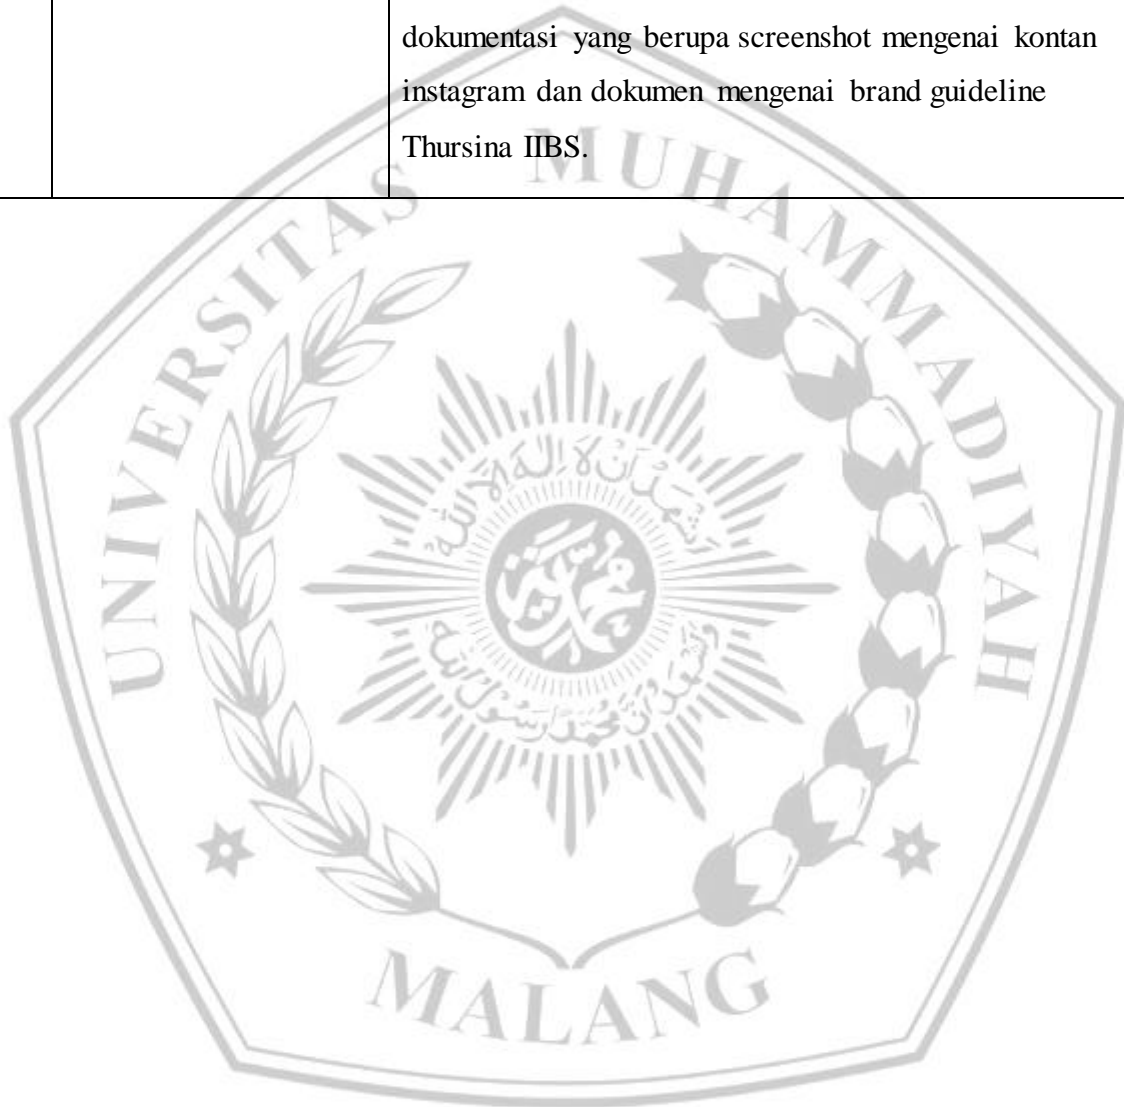 dokumentasi yang berupa screenshot mengenai kontan
instagram dan dokumen mengenai brand guideline
Thursina IIBS.
UNIVERSITAS MUHAMMADIYAH
MALANG